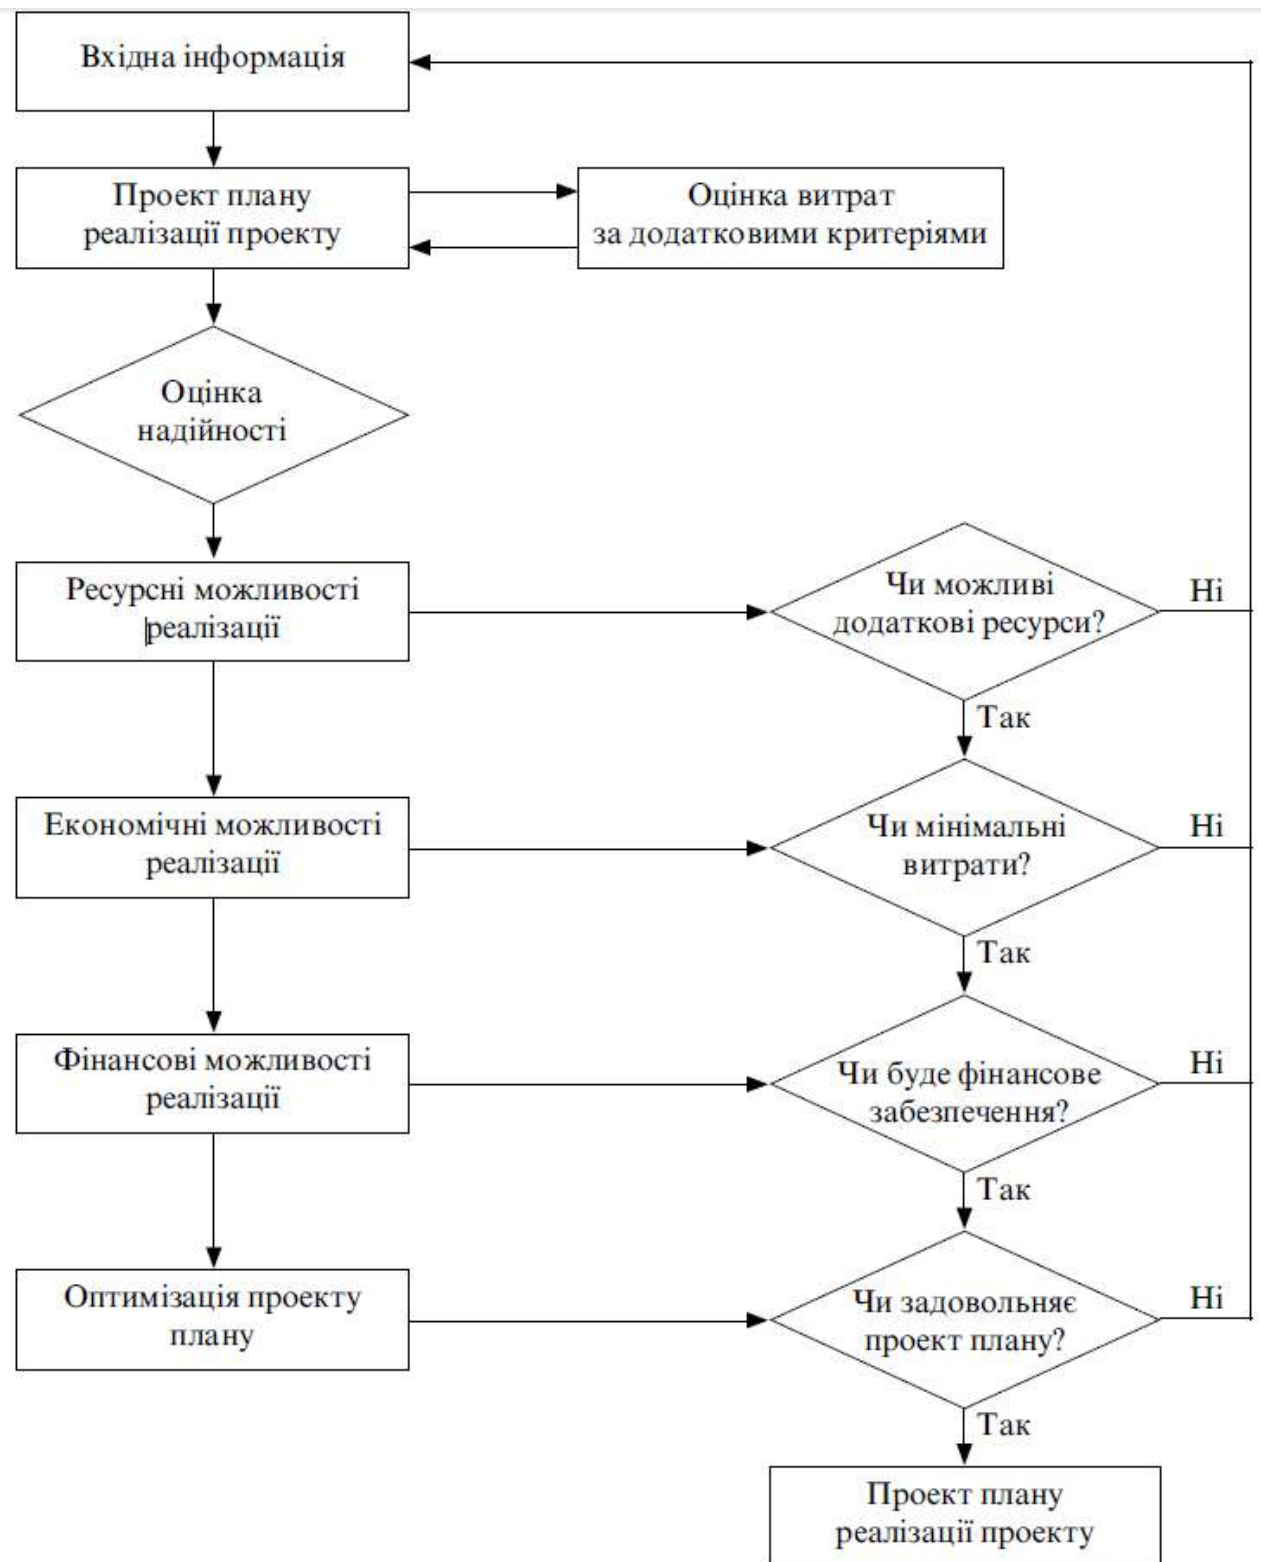 Вхідна інформація
Проект плану
реалізації проекту
Оцінка витрат
за додатковими критеріями
Оцінка
надійності
Ресурсні можливості
реалізації
Чи можливі
додаткові ресурси?
Ні
Так
Економічні можливості
реалізації
Чи мінімальні
витрати?
Ні
Так
Фінансові можливості
реалізації
Чи буде фінансове
забезпечення?
Ні
Так
Оптимізація проекту
плану
Чи задовольняє
проект плану?
Ні
Так
Проект плану
реалізації проекту